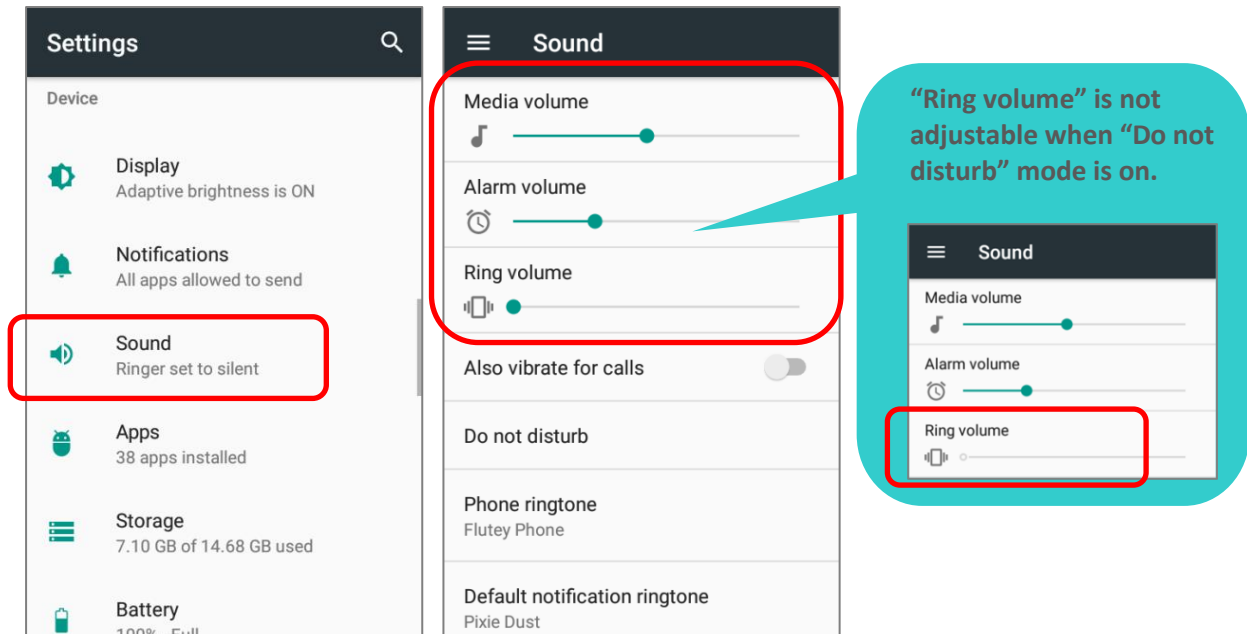 Settings
Device
Display
Adaptive brightness is ON
Notifications
All apps allowed to send
Sound
Ringer set to silent
Apps
38 apps installed
Storage
7.10 GB of 14.68 GB used
Battery
100% - Full
Sound
Media volume
Alarm volume
Ring volume
Also vibrate for calls
Do not disturb
Phone ringtone
Flutey Phone
Default notification ringtone
Pixie Dust
“Ring volume” is not
adjustable when “Do not
disturb” mode is on.
Sound
Media volume
Alarm volume
Ring volume